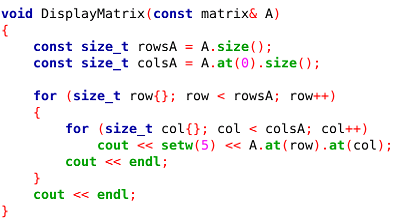 void DisplayMatrix(const matrix& A)
{
    const size_t rowsA = A.size();
    const size_t colsA = A.at(0).size();

    for (size_t row{}; row < rowsA; row++)
    {
        for (size_t col{}; col < colsA; col++)
            cout << setw(5) << A.at(row).at(col);
        cout << endl;
    }
    cout << endl;
}